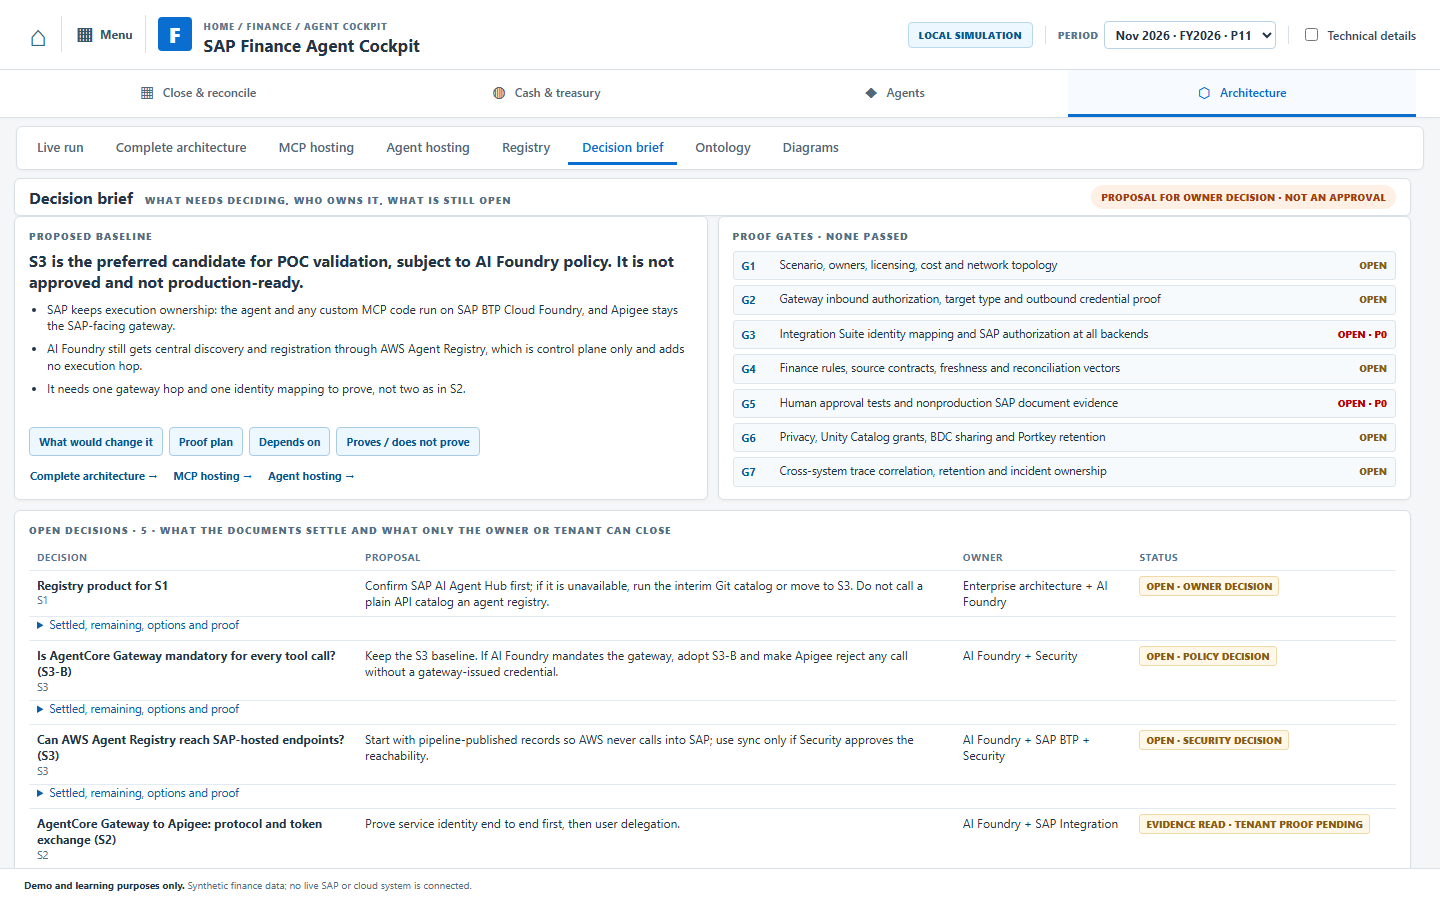 HOME / FINANCE / AGENT COCKPIT
Menu
F
SAP Finance Agent Cockpit
LOCAL SIMULATION
PERIOD
Nov 2026 · FY2026 · P11
Technical details
Close & reconcile
Cash & treasury
Agents
Architecture
Live run
Complete architecture
MCP hosting
Agent hosting
Registry
Decision brief
Ontology
Diagrams
Decision brief WHAT NEEDS DECIDING, WHO OWNS IT, WHAT IS STILL OPEN
PROPOSAL FOR OWNER DECISION · NOT AN APPROVAL
PROPOSED BASELINE
S3 is the preferred candidate for POC validation, subject to AI Foundry policy. It is not
approved and not production-ready.
• SAP keeps execution ownership: the agent and any custom MCP code run on SAP BTP Cloud Foundry, and Apigee stays
the SAP-facing gateway.
• AI Foundry still gets central discovery and registration through AWS Agent Registry, which is control plane only and adds
no execution hop.
• It needs one gateway hop and one identity mapping to prove, not two as in S2.
What would change it
Proof plan
Depends on
Proves / does not prove
Complete architecture →
MCP hosting →
Agent hosting →
PROOF GATES · NONE PASSED
G1 Scenario, owners, licensing, cost and network topology OPEN
G2 Gateway inbound authorization, target type and outbound credential proof OPEN
G3 Integration Suite identity mapping and SAP authorization at all backends OPEN · P0
G4 Finance rules, source contracts, freshness and reconciliation vectors OPEN
G5 Human approval tests and nonproduction SAP document evidence OPEN · P0
G6 Privacy, Unity Catalog grants, BDC sharing and Portkey retention OPEN
G7 Cross-system trace correlation, retention and incident ownership OPEN
OPEN DECISIONS · 5 · WHAT THE DOCUMENTS SETTLE AND WHAT ONLY THE OWNER OR TENANT CAN CLOSE
DECISION PROPOSAL OWNER STATUS
Registry product for S1
S1
Confirm SAP AI Agent Hub first; if it is unavailable, run the interim Git catalog or move to S3. Do not call a
plain API catalog an agent registry.
Enterprise architecture + AI
Foundry
OPEN · OWNER DECISION
▶ Settled, remaining, options and proof
Is AgentCore Gateway mandatory for every tool call?
(S3-B)
S3
Keep the S3 baseline. If AI Foundry mandates the gateway, adopt S3-B and make Apigee reject any call
without a gateway-issued credential.
AI Foundry + Security
OPEN · POLICY DECISION
▶ Settled, remaining, options and proof
Can AWS Agent Registry reach SAP-hosted endpoints?
(S3)
S3
Start with pipeline-published records so AWS never calls into SAP; use sync only if Security approves the
reachability.
AI Foundry + SAP BTP +
Security
OPEN · SECURITY DECISION
▶ Settled, remaining, options and proof
AgentCore Gateway to Apigee: protocol and token
exchange (S2)
S2
Prove service identity end to end first, then user delegation.
AI Foundry + SAP Integration
EVIDENCE READ · TENANT PROOF PENDING
Demo and learning purposes only. Synthetic finance data; no live SAP or cloud system is connected.